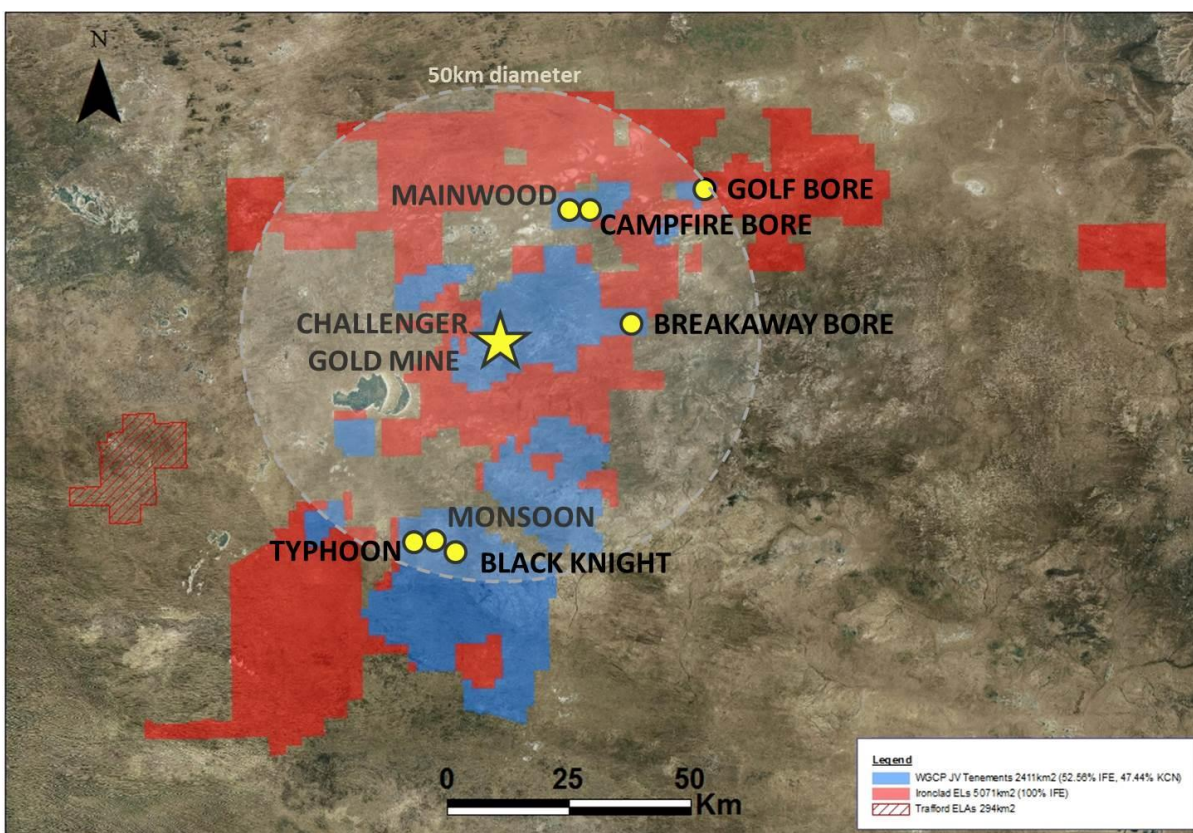 N
50km diameter
MAINWOOD
GOLF BORE
CAMPFIRE BORE
CHALLENGER
GOLD MINE
BREAKAWAY BORE
MONSOON
TYPHOON
BLACK KNIGHT
0 25 50
Km
Legend
WGCP JV Tenements 2411km2 (52.56% IFE, 47.44% KCN)
Ironclad ELs 5071km2 (100% IFE)
Trafford ELAs 294km2